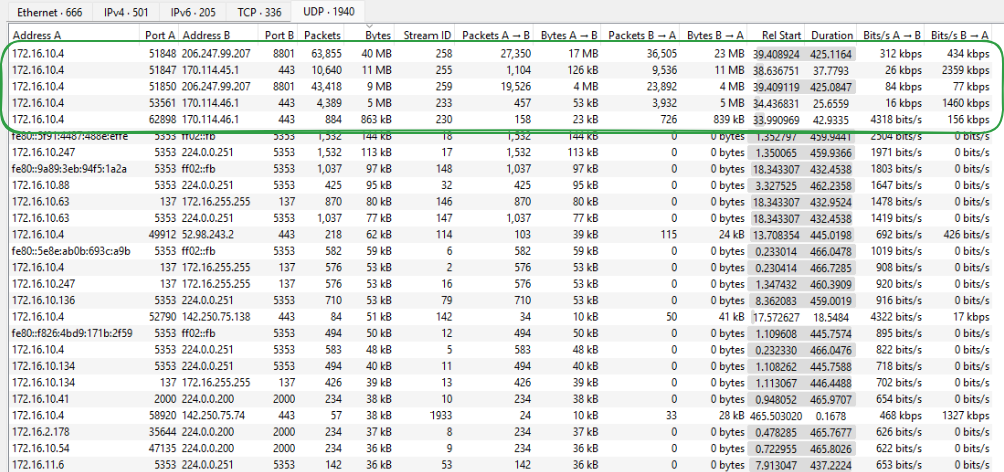 Ethernet · 666 IPv4 · 501 IPv6 · 205 TCP · 336 UDP · 1940
Address A Port A Address B Port B Packets Bytes Stream ID Packets A → B Bytes A → B Packets B → A Bytes B → A Rel Start Duration Bits/s A → B Bits/s B → A
172.16.10.4 51848 206.247.99.207 8801 63,855 40 MB 258 27,350 17 MB 36,505 23 MB 39.408924 425.1164 312 kbps 434 kbps
172.16.10.4 51847 170.114.45.1 443 10,640 11 MB 255 1,104 126 kB 9,536 11 MB 38.636751 37.7793 26 kbps 2359 kbps
172.16.10.4 51850 206.247.99.207 8801 43,418 9 MB 259 19,526 4 MB 23,892 4 MB 39.409119 425.0847 84 kbps 77 kbps
172.16.10.4 53561 170.114.46.1 443 4,389 5 MB 233 457 53 kB 3,932 5 MB 34.436831 25.6559 16 kbps 1460 kbps
172.16.10.4 62898 170.114.46.1 443 884 863 kB 230 158 23 kB 726 839 kB 33.990969 42.9335 4318 bits/s 156 kbps
fe80::5f91:4487:488e:effe 5353 ff02::fb 5353 1,532 144 kB 18 1,532 144 kB 0 0 bytes 1.352797 459.9441 2504 bits/s 0 bits/s
172.16.10.247 5353 224.0.0.251 5353 1,532 113 kB 17 1,532 113 kB 0 0 bytes 1.350065 459.9366 1971 bits/s 0 bits/s
fe80::9a89:3eb:94f5:1a2a 5353 ff02::fb 5353 1,037 97 kB 148 1,037 97 kB 0 0 bytes 18.343307 432.4538 1803 bits/s 0 bits/s
172.16.10.88 5353 224.0.0.251 5353 425 95 kB 32 425 95 kB 0 0 bytes 3.327525 462.2358 1647 bits/s 0 bits/s
172.16.10.63 137 172.16.255.255 137 870 80 kB 146 870 80 kB 0 0 bytes 18.343307 432.9524 1478 bits/s 0 bits/s
172.16.10.63 5353 224.0.0.251 5353 1,037 77 kB 147 1,037 77 kB 0 0 bytes 18.343307 432.4538 1419 bits/s 0 bits/s
172.16.10.4 49912 52.98.243.2 443 218 62 kB 114 103 39 kB 115 24 kB 13.708354 445.0198 692 bits/s 426 bits/s
fe80::5e8e:ab0b:693c:a9b 5353 ff02::fb 5353 582 59 kB 6 582 59 kB 0 0 bytes 0.233014 466.0478 1019 bits/s 0 bits/s
172.16.10.4 137 172.16.255.255 137 576 53 kB 2 576 53 kB 0 0 bytes 0.230414 466.7285 908 bits/s 0 bits/s
172.16.10.247 137 172.16.255.255 137 576 53 kB 16 576 53 kB 0 0 bytes 1.347432 460.3909 920 bits/s 0 bits/s
172.16.10.136 5353 224.0.0.251 5353 710 53 kB 79 710 53 kB 0 0 bytes 8.362083 459.0019 916 bits/s 0 bits/s
172.16.10.4 52790 142.250.75.138 443 84 51 kB 142 34 10 kB 50 41 kB 17.572627 18.5484 4322 bits/s 17 kbps
fe80::f826:4bd9:171b:2f59 5353 ff02::fb 5353 494 50 kB 12 494 50 kB 0 0 bytes 1.109608 445.7574 895 bits/s 0 bits/s
172.16.10.4 5353 224.0.0.251 5353 583 48 kB 5 583 48 kB 0 0 bytes 0.232330 466.0476 822 bits/s 0 bits/s
172.16.10.134 5353 224.0.0.251 5353 494 40 kB 11 494 40 kB 0 0 bytes 1.108262 445.7588 718 bits/s 0 bits/s
172.16.10.134 137 172.16.255.255 137 426 39 kB 13 426 39 kB 0 0 bytes 1.113067 446.4488 702 bits/s 0 bits/s
172.16.10.41 2000 224.0.0.200 2000 234 38 kB 10 234 38 kB 0 0 bytes 0.948052 465.9707 654 bits/s 0 bits/s
172.16.10.4 58920 142.250.75.74 443 57 38 kB 1933 24 10 kB 33 28 kB 465.503020 0.1678 468 kbps 1327 kbps
172.16.2.178 35644 224.0.0.200 2000 234 37 kB 8 234 37 kB 0 0 bytes 0.478285 465.7677 626 bits/s 0 bits/s
172.16.10.54 47135 224.0.0.200 2000 234 36 kB 9 234 36 kB 0 0 bytes 0.722955 465.8026 622 bits/s 0 bits/s
172.16.11.6 5353 224.0.0.251 5353 142 36 kB 53 142 36 kB 0 0 bytes 7.913047 437.2224 653 bits/s 0 bits/s